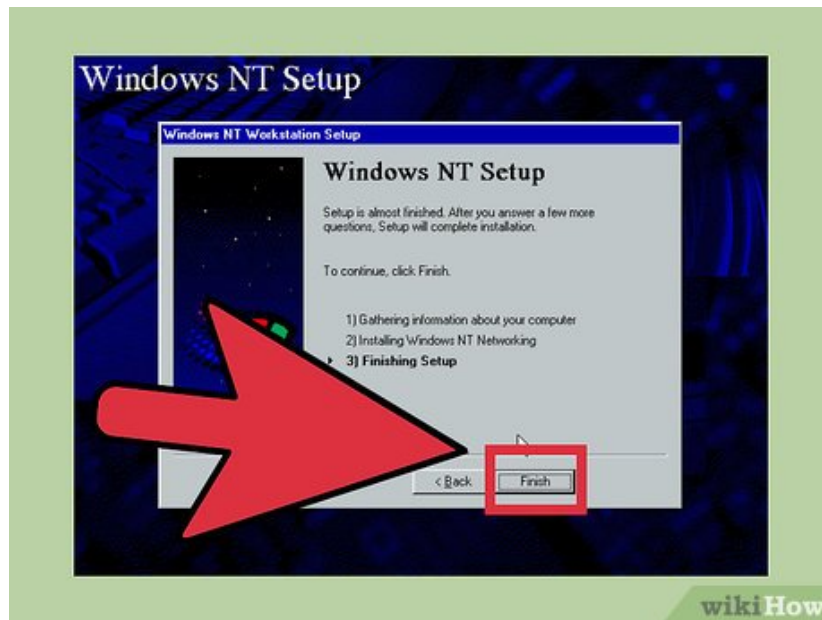 Windows NT Setup
Windows NT Workstation Setup
Windows NT Setup
Setup is almost finished. After you answer a few more
questions, Setup will complete installation.
To continue, click Finish.
1) Gathering information about your computer
2) Installing Windows NT Networking
3) Finishing Setup
< Back
Finish
wikiHow